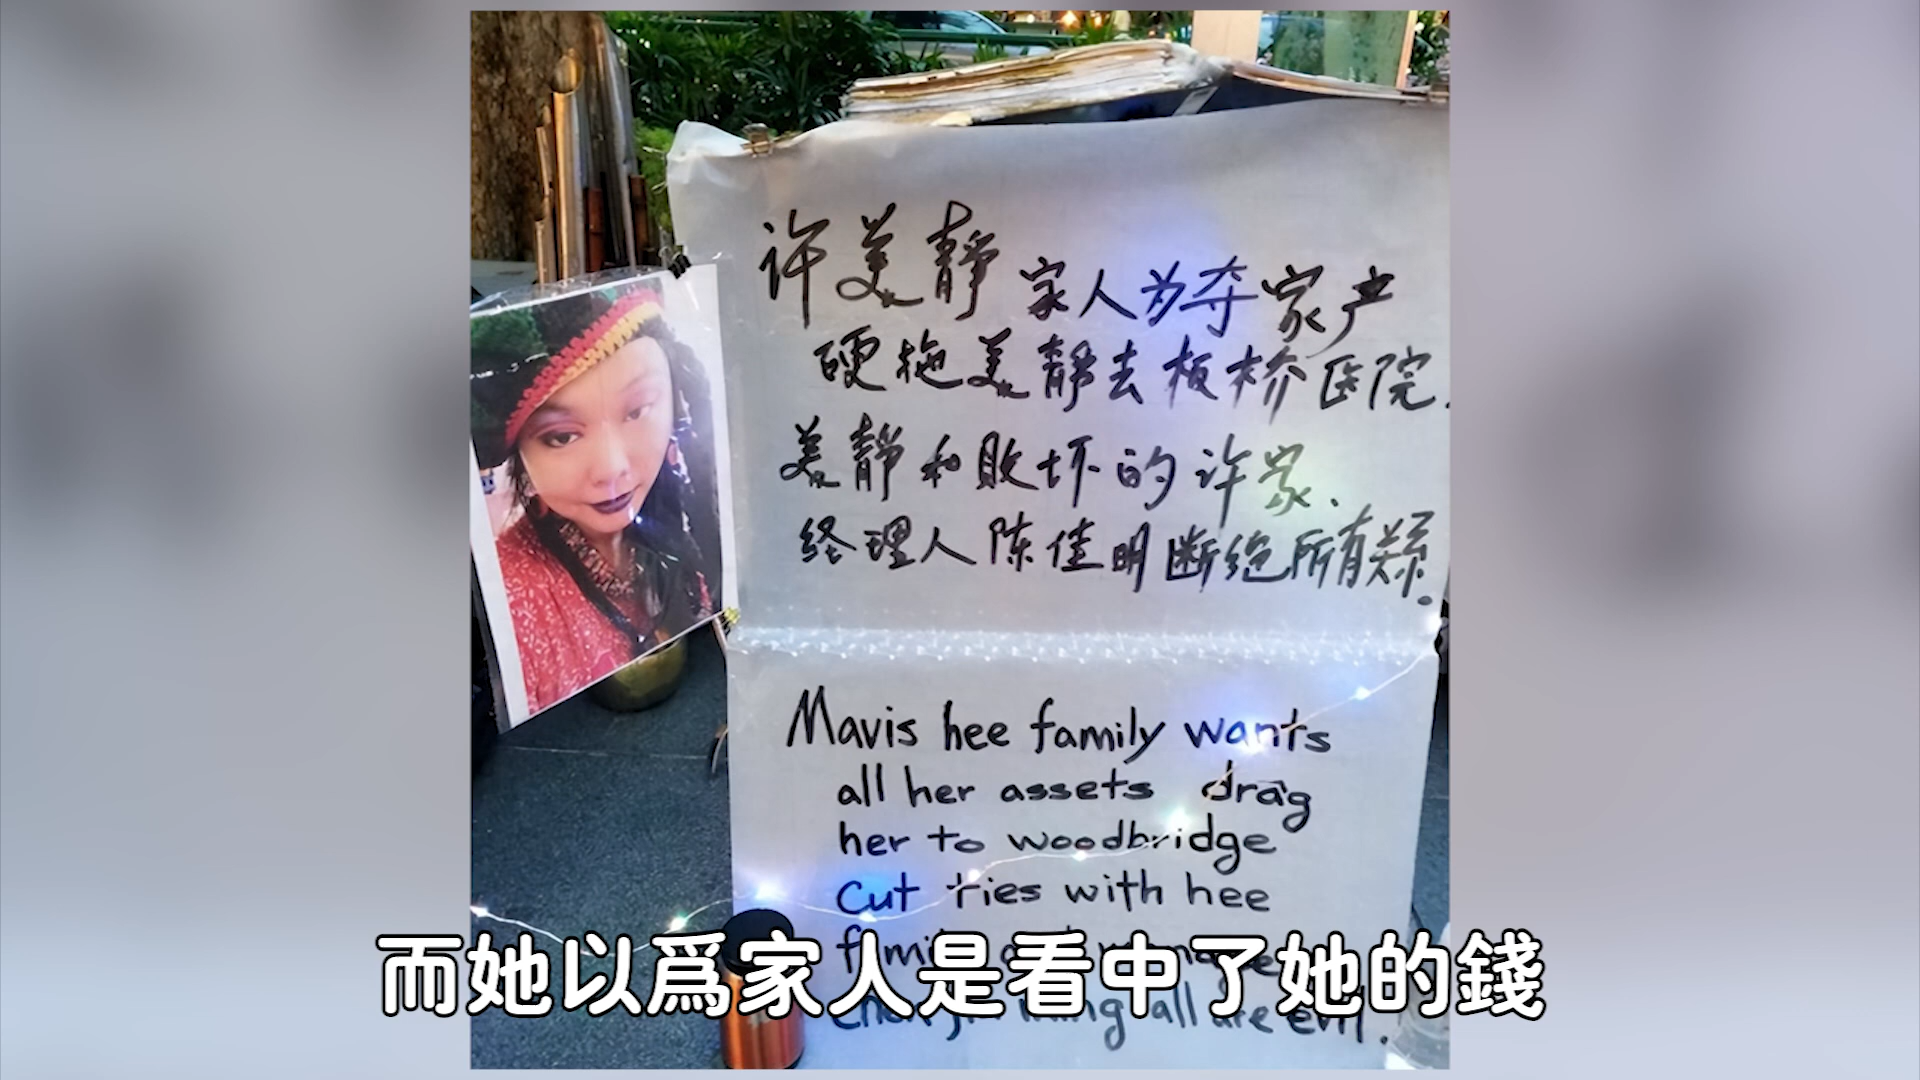 许美静 家人为夺家产
硬拖美静去板桥医院.
美静和败坏的许家.
经理人陈佳明断绝所有关系.
Mavis hee family wants
all her assets drag
her to woodbridge
Cut ties with hee
all are evil.
而她以爲家人是看中了她的錢